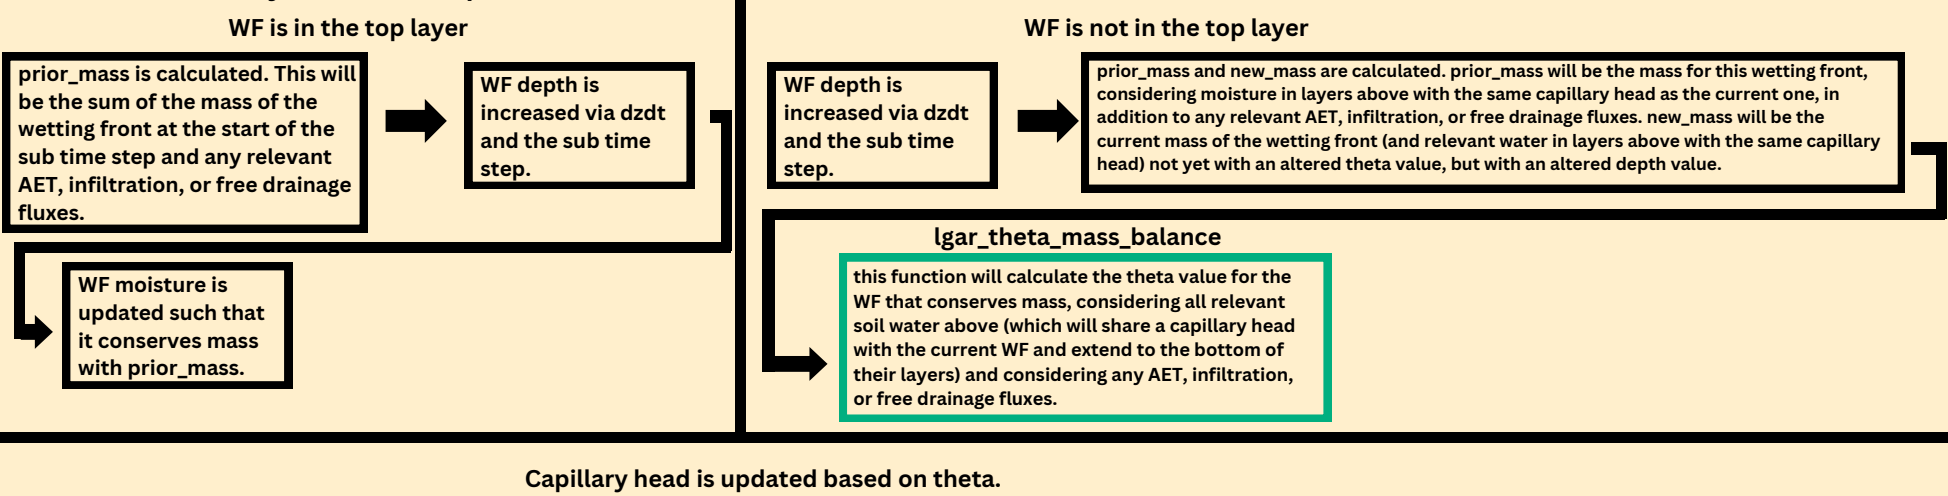 WF is in the top layer
prior_mass is calculated. This will
be the sum of the mass of the
wetting front at the start of the
sub time step and any relevant
AET, infiltration, or free drainage
fluxes.
WF depth is
increased via dzdt
and the sub time
step.
WF moisture is
updated such that
it conserves mass
with prior_mass.
WF is not in the top layer
WF depth is
increased via dzdt
and the sub time
step.
prior_mass and new_mass are calculated. prior_mass will be the mass for this wetting front,
considering moisture in layers above with the same capillary head as the current one, in
addition to any relevant AET, infiltration, or free drainage fluxes. new_mass will be the
current mass of the wetting front (and relevant water in layers above with the same capillary
head) not yet with an altered theta value, but with an altered depth value.
lgar_theta_mass_balance
this function will calculate the theta value for the
WF that conserves mass, considering all relevant
soil water above (which will share a capillary head
with the current WF and extend to the bottom of
their layers) and considering any AET, infiltration,
or free drainage fluxes.
Capillary head is updated based on theta.